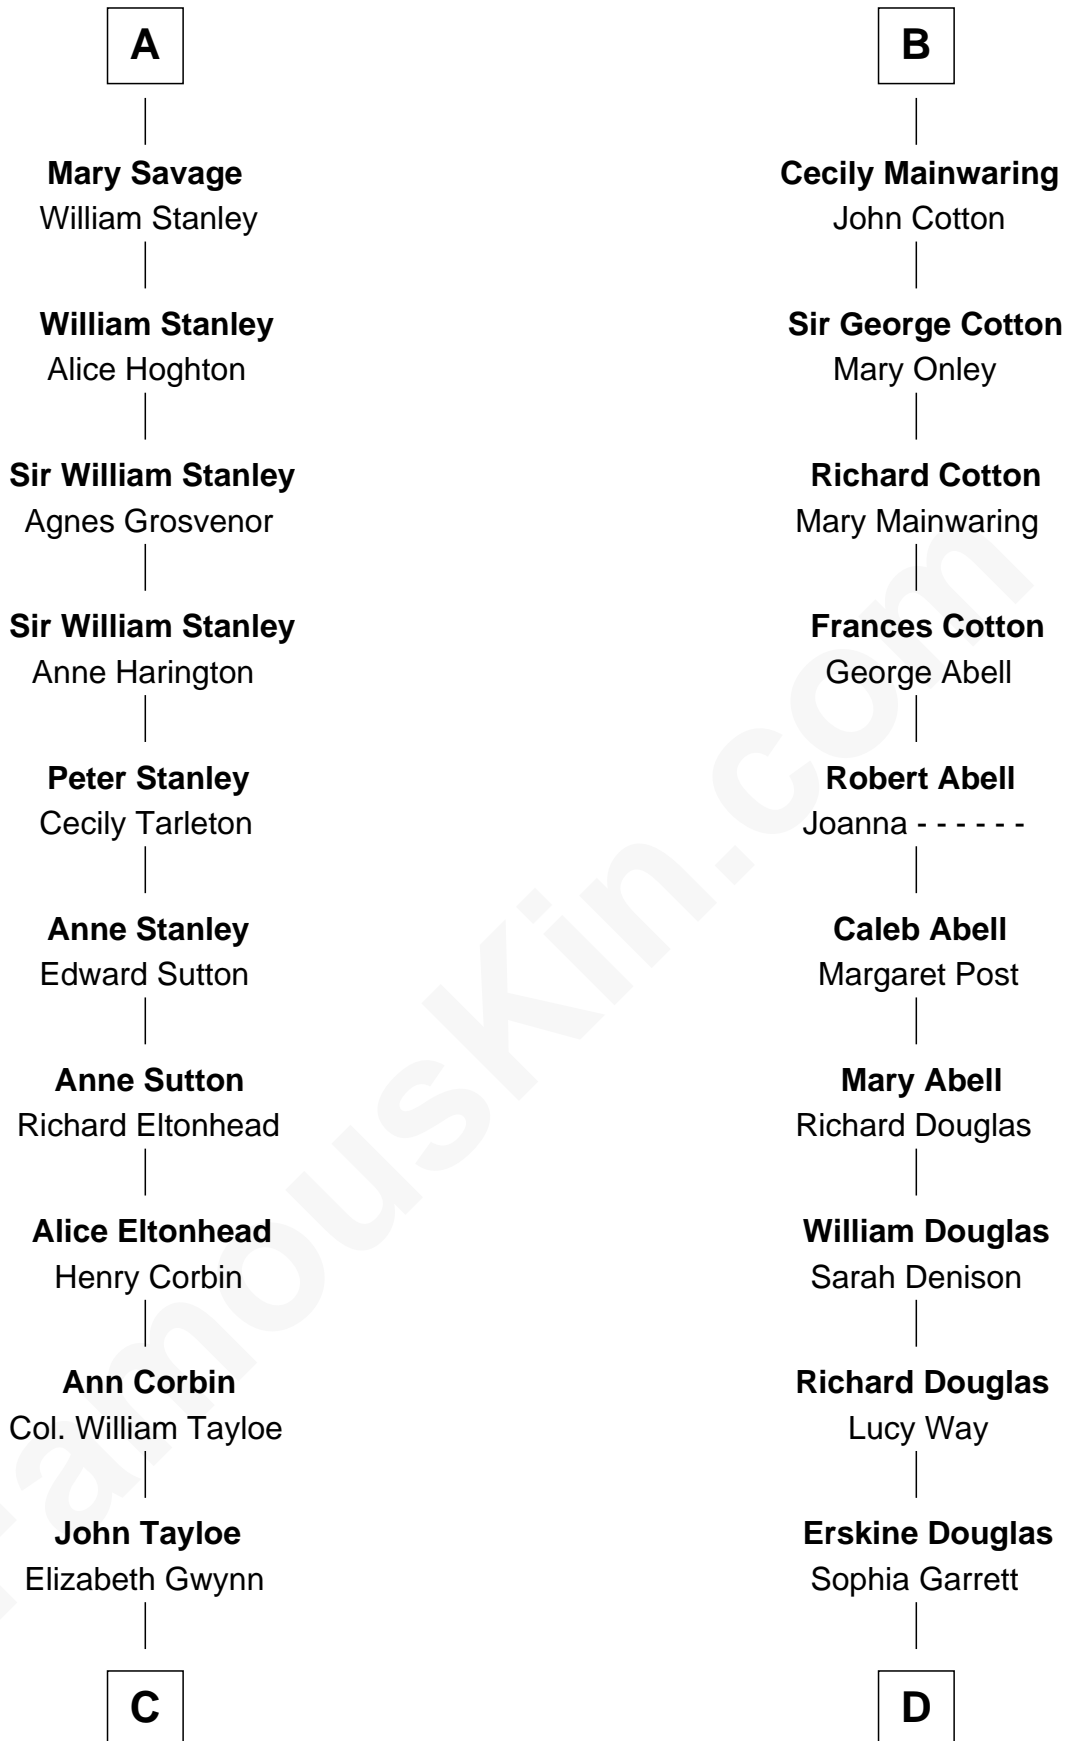 A
Mary Savage
William Stanley
William Stanley
Alice Hoghton
Sir William Stanley
Agnes Grosvenor
Sir William Stanley
Anne Harington
Peter Stanley
Cecily Tarleton
Anne Stanley
Edward Sutton
Anne Sutton
Richard Eltonhead
Alice Eltonhead
Henry Corbin
Ann Corbin
Col. William Tayloe
John Tayloe
Elizabeth Gwynn
C
B
Cecily Mainwaring
John Cotton
Sir George Cotton
Mary Onley
Richard Cotton
Mary Mainwaring
Frances Cotton
George Abell
Robert Abell
Joanna - - - - - -
Caleb Abell
Margaret Post
Mary Abell
Richard Douglas
William Douglas
Sarah Denison
Richard Douglas
Lucy Way
Erskine Douglas
Sophia Garrett
D
FamousKin.com